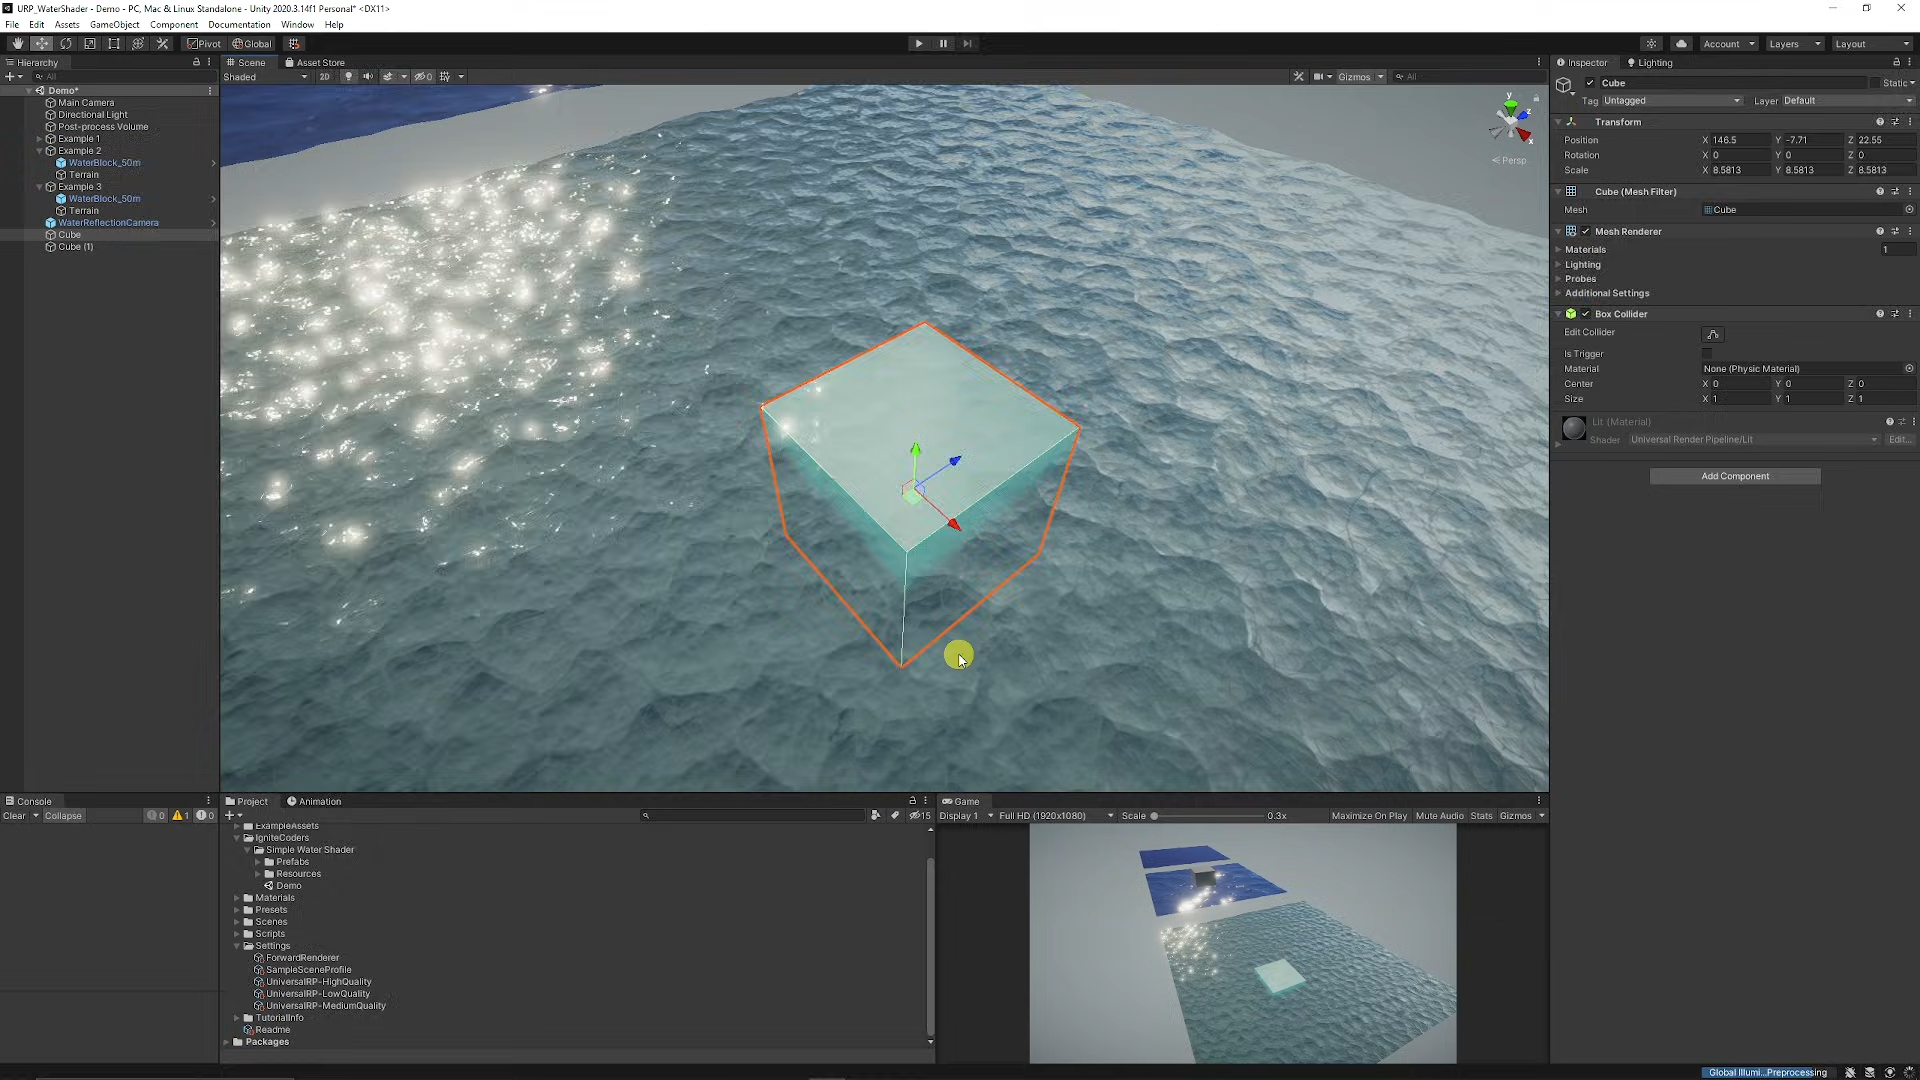 URP_WaterShader - Demo - PC, Mac & Linux Standalone - Unity 2020.3.14f1 Personal* <DX11>
File Edit Assets GameObject Component Tools Window Help
Pivot Global Account Layers Layout
Hierarchy
All
Demo*
Main Camera
Directional Light
Post-process Volume
Example 1
Example 2
WaterBlock_50m
Terrain
Example 3
WaterBlock_50m
Terrain
WaterReflectionCamera
Cube
Cube (1)
Scene Asset Store
Shaded 2D 0 Gizmos All
y
z
x
Persp
Inspector Lighting
Cube Static
Tag Untagged Layer Default
Transform
Position X 146.5 Y -7.71 Z 22.55
Rotation X 0 Y 0 Z 0
Scale X 8.5813 Y 8.5813 Z 8.5813
Cube (Mesh Filter)
Mesh Cube
Mesh Renderer
Materials 1
Lighting
Probes
Additional Settings
Box Collider
Edit Collider
Is Trigger
Material None (Physic Material)
Center X 0 Y 0 Z 0
Size X 1 Y 1 Z 1
Lit (Material)
Shader Universal Render Pipeline/Lit Edit...
Add Component
Console
Clear Collapse 0 1 0
Project Animation
15
ExampleAssets
IgniteCoders
Simple Water Shader
Prefabs
Resources
Demo
Materials
Presets
Scenes
Scripts
Settings
ForwardRenderer
SampleSceneProfile
UniversalRP-HighQuality
UniversalRP-LowQuality
UniversalRP-MediumQuality
TutorialInfo
Readme
Packages
Game
Display 1 Full HD (1920x1080) Scale 0.3x Maximize On Play Mute Audio Stats Gizmos
Global Illumi...Preprocessing